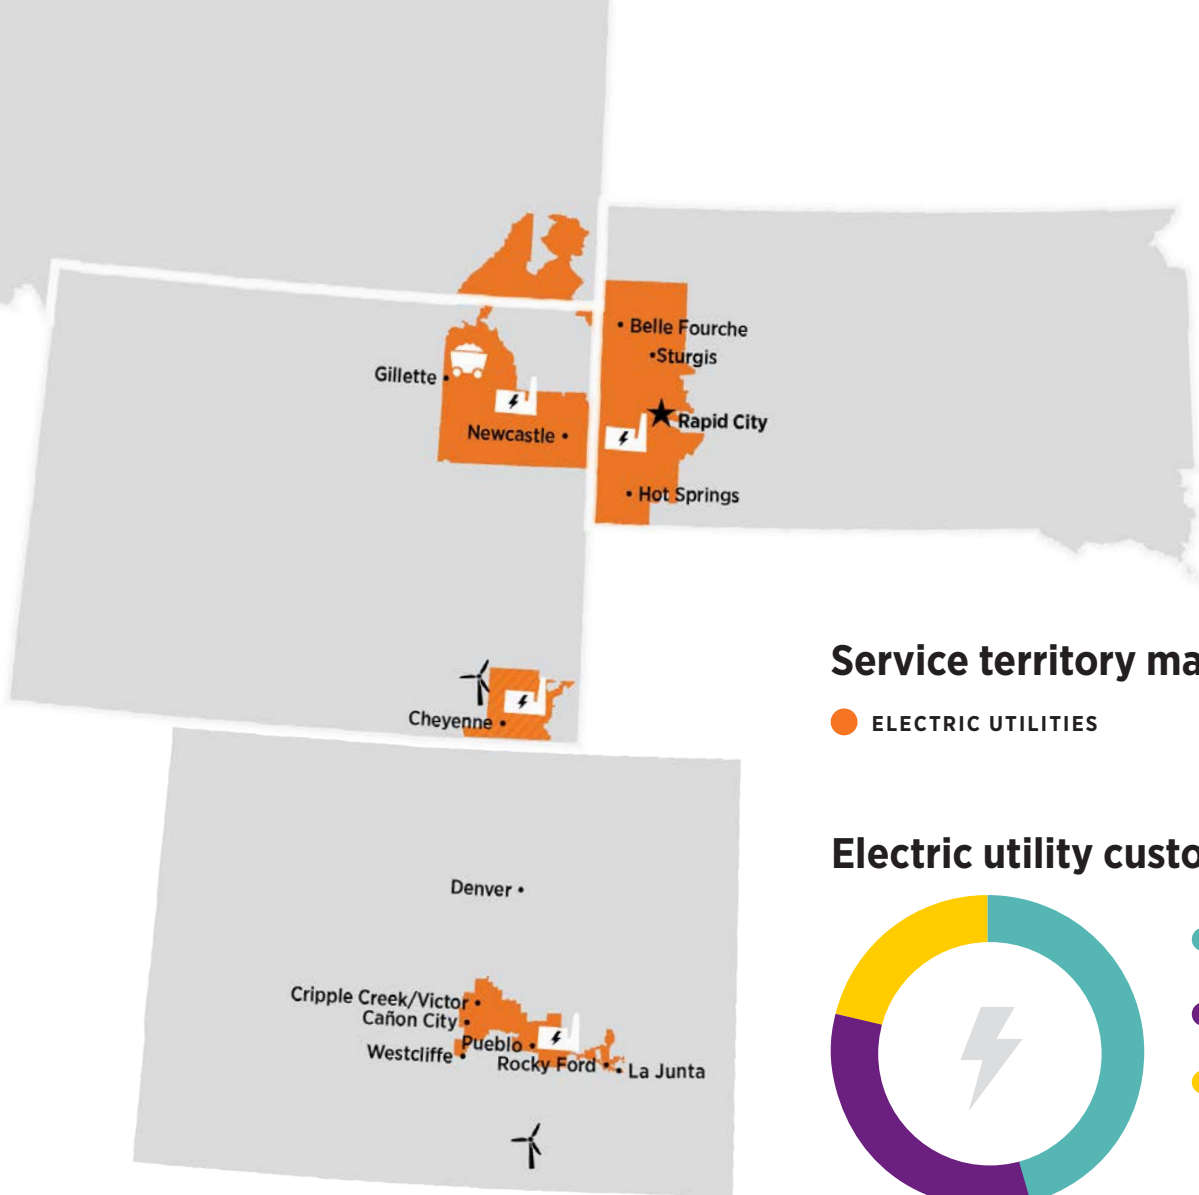 Belle Fourche
Sturgis
Gillette
Rapid City
Newcastle
Hot Springs
Service territory ma
ELECTRIC UTILITIES
Cheyenne
Electric utility custo
Denver
Cripple Creek/Victor
Cañon City
Pueblo
Westcliffe
Rocky Ford
La Junta